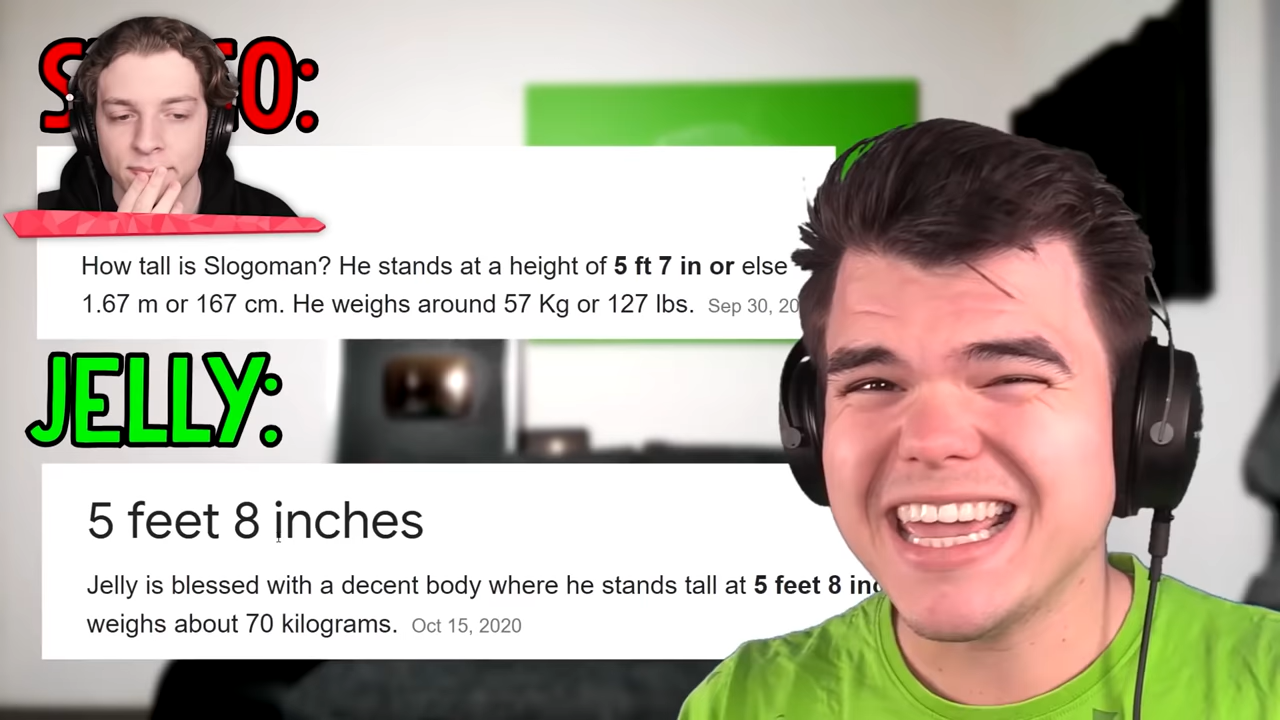 How tall is Slogoman? He stands at a height of 5 ft 7 in or else
1.67 m or 167 cm. He weighs around 57 Kg or 127 lbs. Sep 30,
JELLY:
5 feet 8 inches
Jelly is blessed with a decent body where he stands tall at 5 feet 8
weighs about 70 kilograms. Oct 15, 2020